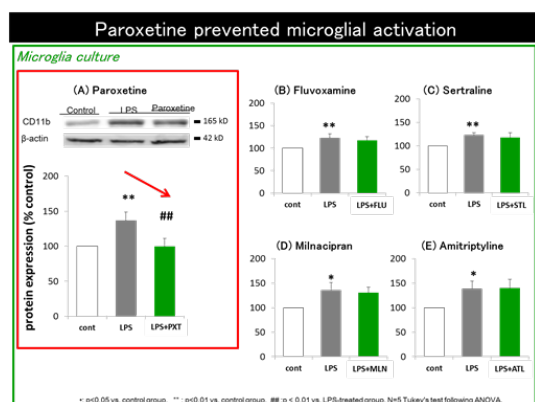 Paroxetine prevented microglial activation
Microglia culture
(A) Paroxetine
Control LPS Paroxetine
CD11b 165 kD
β-actin 42 kD
protein expression (% control)
200
150
100
50
0
**
##
cont LPS LPS+PXT
(B) Fluvoxamine
200
150
100
50
0
**
cont LPS LPS+FLU
(C) Sertraline
200
150
100
50
0
**
cont LPS LPS+STL
(D) Milnacipran
200
150
100
50
0
*
cont LPS LPS+MLN
(E) Amitriptyline
200
150
100
50
0
*
cont LPS LPS+ATL
*: p<0.05 vs. control group, ** : p<0.01 vs. control group, ## :p < 0.01 vs. LPS-treated group, N=5 Tukey's test following ANOVA.